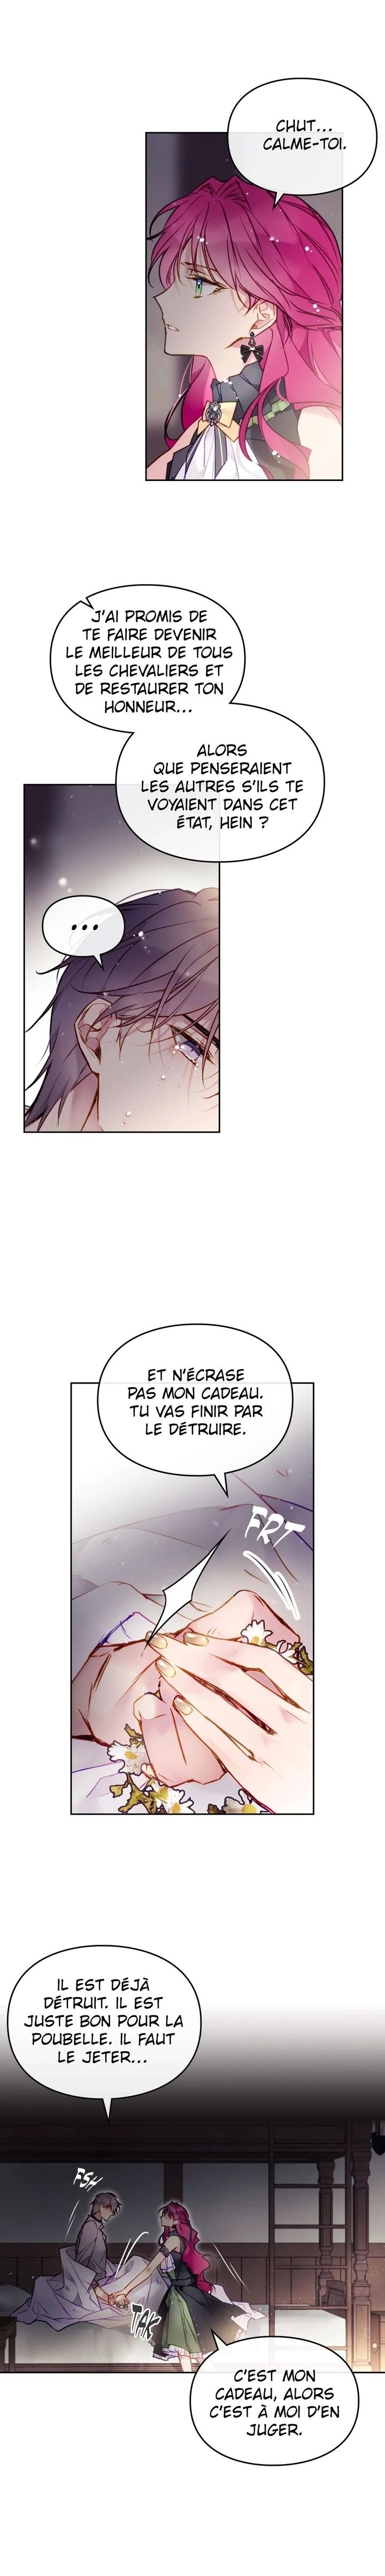 CHUT...
CALME-TOI.
J'AI PROMIS DE
TE FAIRE DEVENIR
LE MEILLEUR DE TOUS
LES CHEVALIERS ET
DE RESTAURER TON
HONNEUR...
ALORS
QUE PENSERAIENT
LES AUTRES S'ILS TE
VOYAIENT DANS CET
ÉTAT, HEIN ?
...
ET N'ÉCRASE
PAS MON CADEAU.
TU VAS FINIR PAR
LE DÉTRUIRE.
FRT
IL EST DÉJÀ
DÉTRUIT. IL EST
JUSTE BON POUR LA
POUBELLE. IL FAUT
LE JETER...
FSH
TAK
C'EST MON
CADEAU, ALORS
C'EST À MOI D'EN
JUGER.